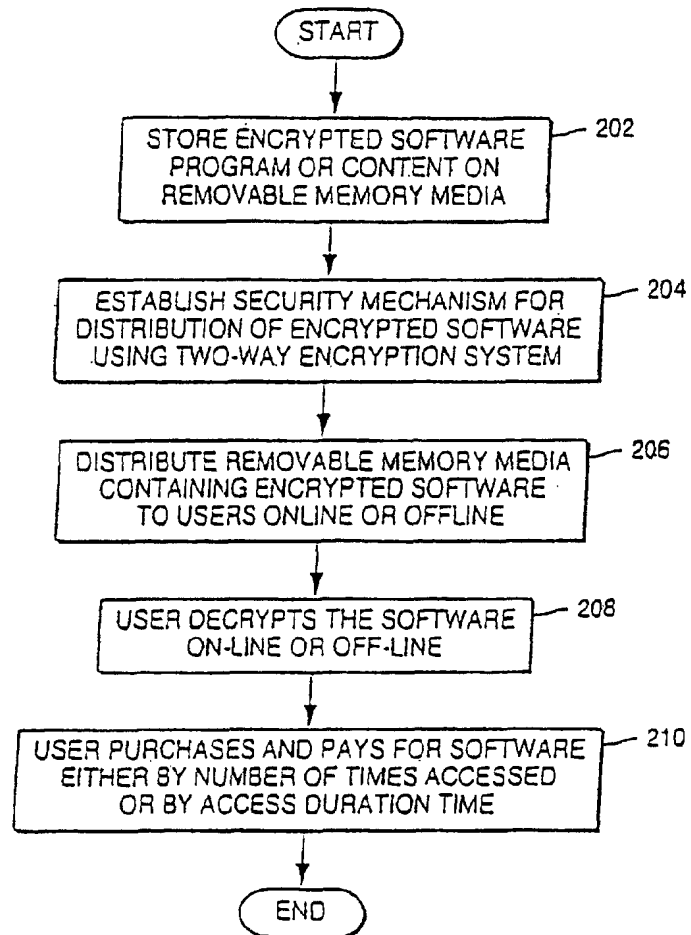 START
STORE ENCRYPTED SOFTWARE
PROGRAM OR CONTENT ON
REMOVABLE MEMORY MEDIA
202
ESTABLISH SECURITY MECHANISM FOR
DISTRIBUTION OF ENCRYPTED SOFTWARE
USING TWO-WAY ENCRYPTION SYSTEM
204
DISTRIBUTE REMOVABLE MEMORY MEDIA
CONTAINING ENCRYPTED SOFTWARE
TO USERS ONLINE OR OFFLINE
206
USER DECRYPTS THE SOFTWARE
ON-LINE OR OFF-LINE
208
USER PURCHASES AND PAYS FOR SOFTWARE
EITHER BY NUMBER OF TIMES ACCESSED
OR BY ACCESS DURATION TIME
210
END